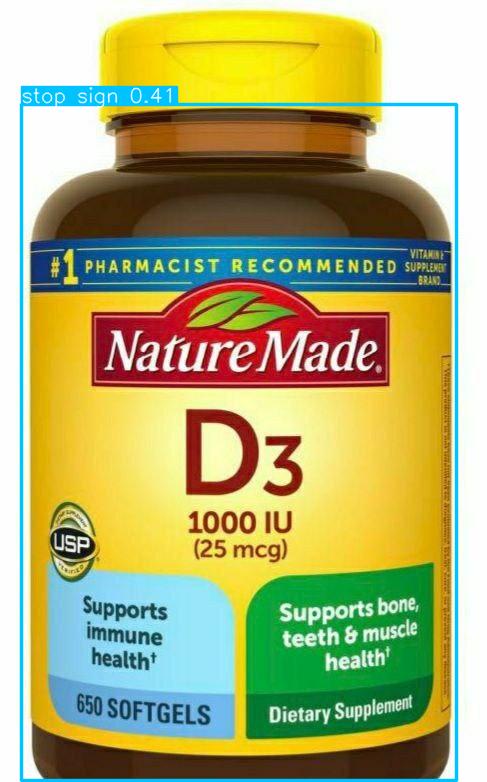 stop sign 0.41
#1 PHARMACIST RECOMMENDED VITAMIN & SUPPLEMENT BRAND
Nature Made®
D3
1000 IU
(25 mcg)
USP
VERIFIED
Supports
immune
health†
650 SOFTGELS
Supports bone,
teeth & muscle
health†
Dietary Supplement